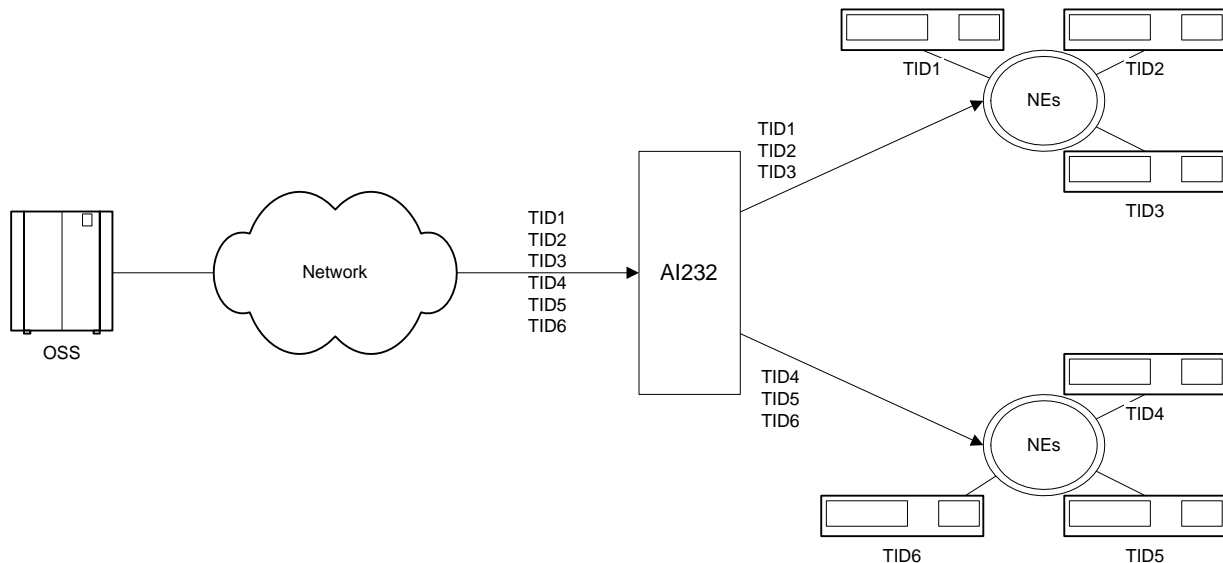 TID1
TID2
NEs
TID3
TID1
TID2
TID3
OSS
Network
TID1
TID2
TID3
TID4
TID5
TID6
AI232
TID4
TID5
TID6
TID4
NEs
TID6
TID5